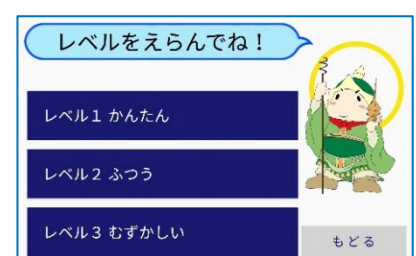 レベルをえらんでね！
レベル１ かんたん
レベル２ ふつう
レベル３ むずかしい
もどる